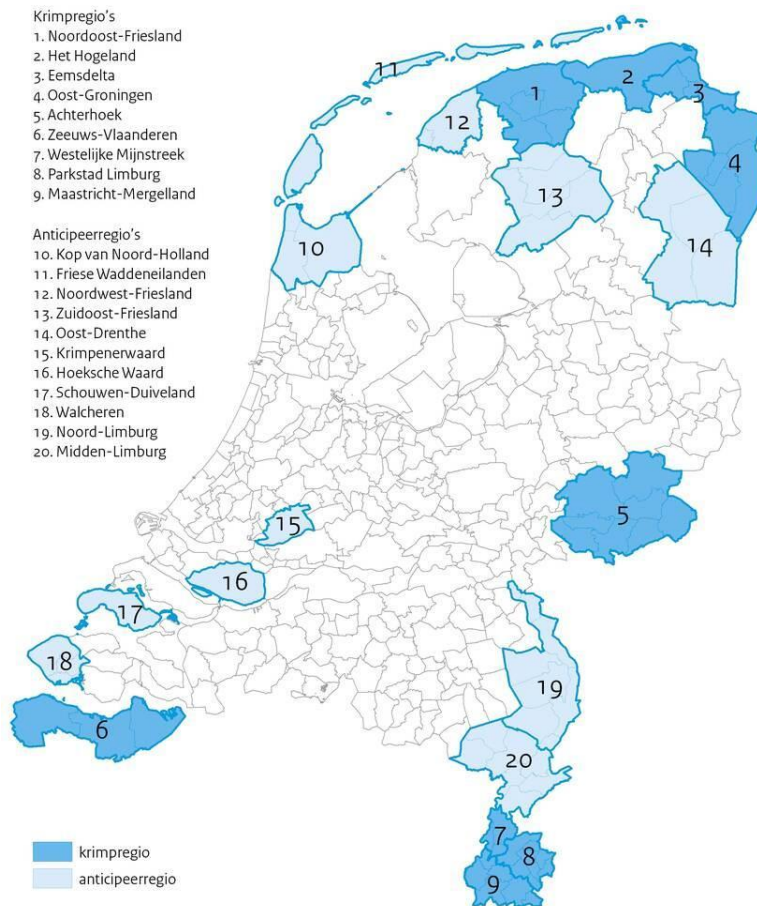 Krimpregio's
1. Noordoost-Friesland
2. Het Hogeland
3. Eemsdelta
4. Oost-Groningen
5. Achterhoek
6. Zeeuws-Vlaanderen
7. Westelijke Mijnstreek
8. Parkstad Limburg
9. Maastricht-Mergelland
Anticipeerregio's
10. Kop van Noord-Holland
11. Friese Waddeneilanden
12. Noordwest-Friesland
13. Zuidoost-Friesland
14. Oost-Drenthe
15. Krimpenerwaard
16. Hoeksche Waard
17. Schouwen-Duiveland
18. Walcheren
19. Noord-Limburg
20. Midden-Limburg
11
2
1
3
12
4
13
10
14
5
15
16
17
18
19
6
20
7
8
9
krimpregio
anticipeerregio